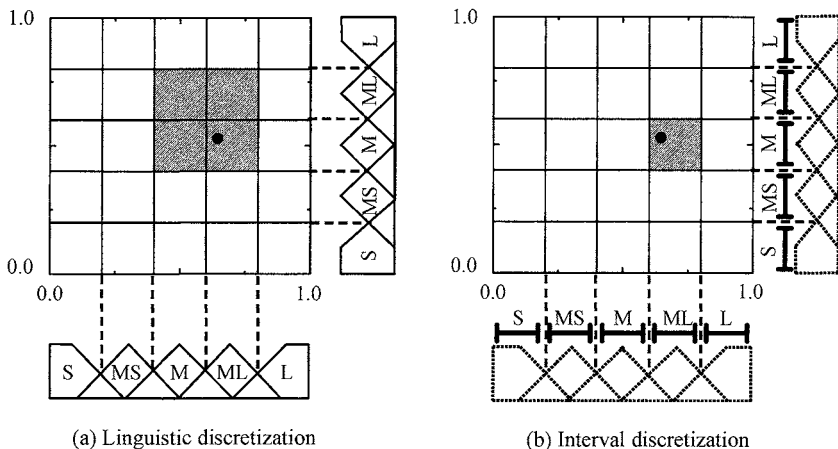 1.0
L
ML
M
MS
S
0.0
0.0
1.0
S
MS
M
ML
L
(a) Linguistic discretization
1.0
L
ML
M
MS
S
0.0
0.0
1.0
S
MS
M
ML
L
(b) Interval discretization